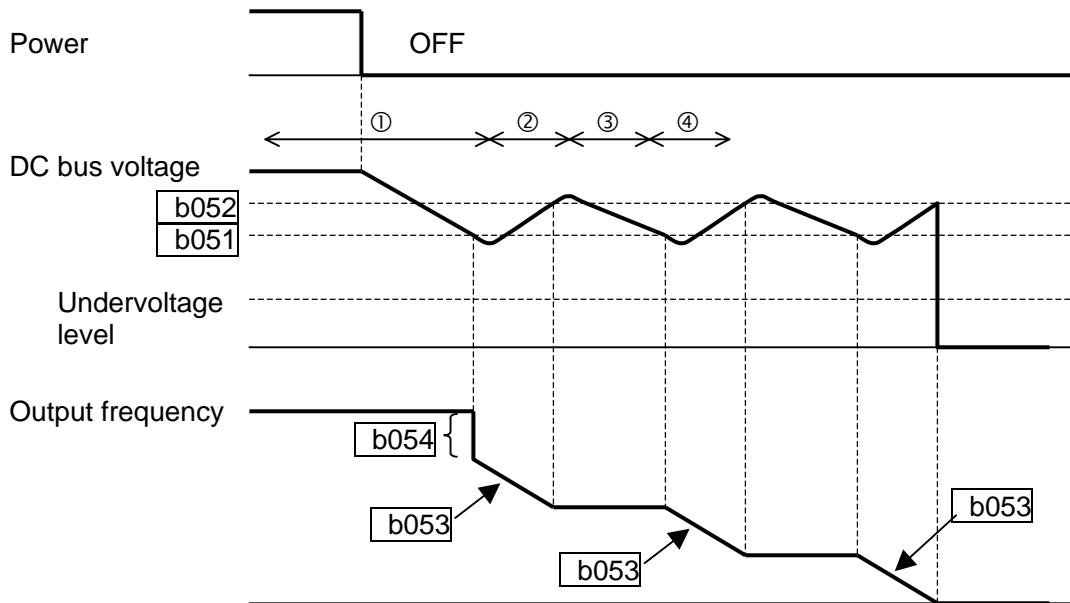 Power
OFF
① ② ③ ④
DC bus voltage
b052
b051
Undervoltage
level
Output frequency
b054
b053
b053
b053